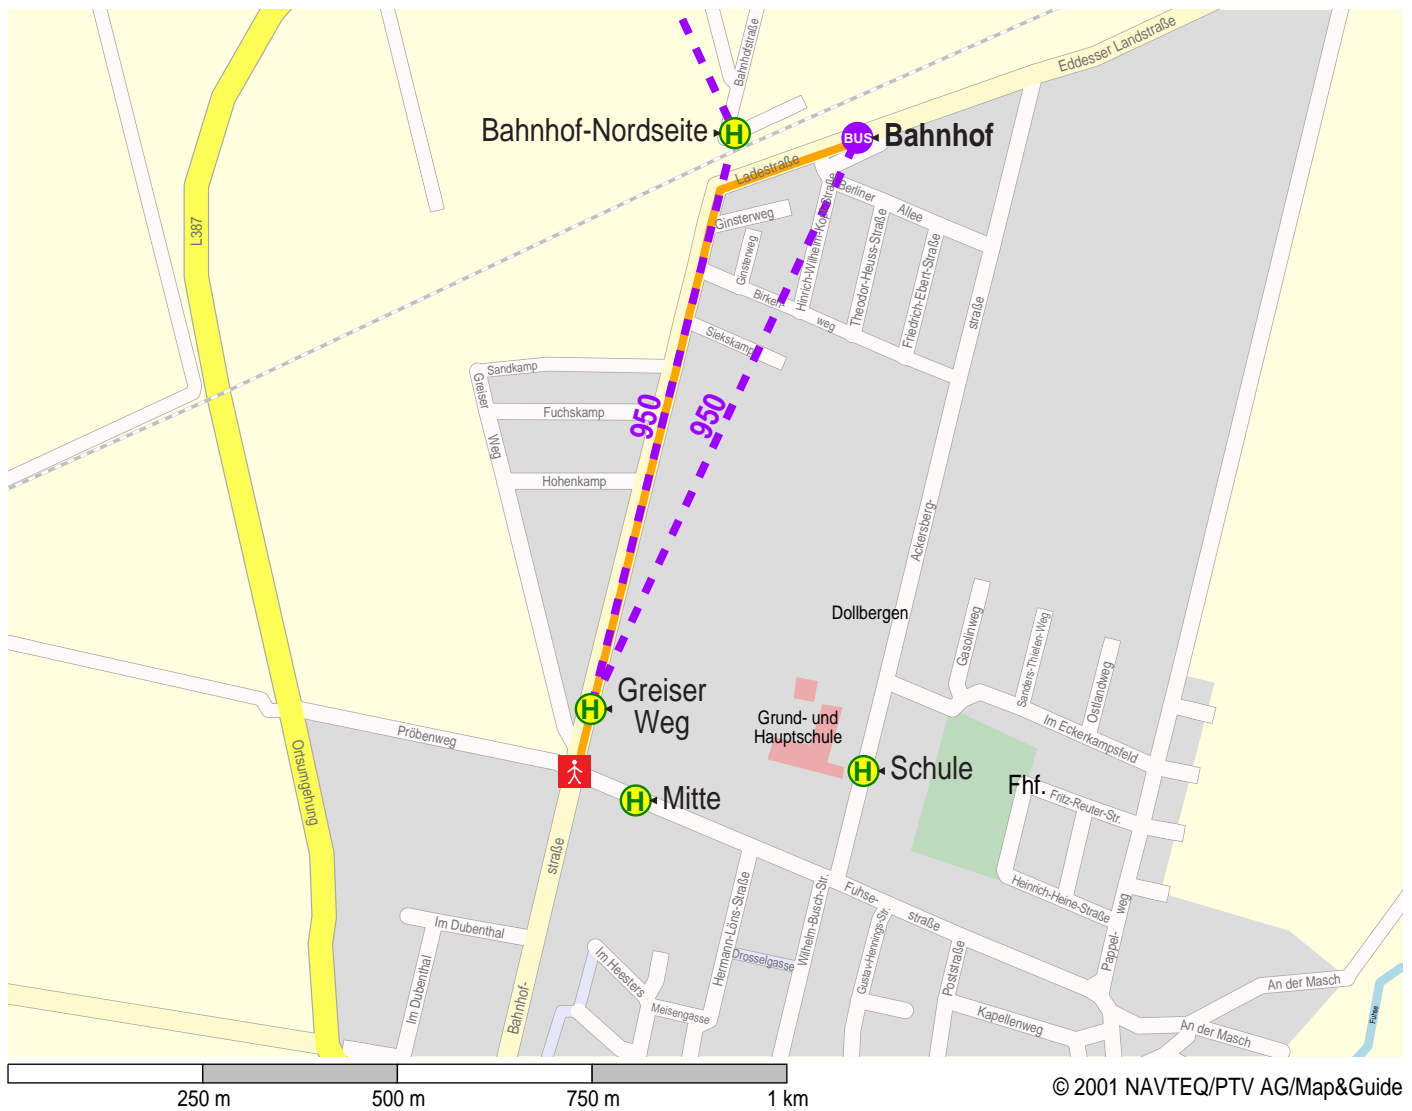 Bahnhofstraße
Eddesser Landstraße
Bahnhof-Nordseite
H
BUS
Bahnhof
Ladestraße
Berliner
Allee
L387
Ginsterweg
Ginsterweg
Hinrich-Wilhelm-Kopf-Straße
Theodor-Heuss-Straße
Friedrich-Ebert-Straße
Birken-
weg
straße
Siekskamp
Sandkamp
Greiser
Weg
Fuchskamp
950
950
Hohenkamp
Ackersberg-
Dollbergen
Gasolinweg
Sanders-Thielen-Weg
Ostlandweg
Greiser
Weg
H
Grund- und
Hauptschule
Im Eckerkampsfeld
Pröbenweg
Ortsumgehung
H
Schule
H
Mitte
Fhf.
Fritz-Reuter-Str.
straße
Heinrich-Heine-Straße
Fuhse-
straße
Hermann-Löns-Straße
Wilhelm-Busch-Str.
Gustav-Hennings-Str.
Pappel-
weg
Im Dubenthal
Im Dubenthal
Im Heesters
Drosselgasse
Poststraße
An der Masch
Bahnhof-
Meisengasse
Kapellenweg
An der Masch
Fuhse
250 m
500 m
750 m
1 km
© 2001 NAVTEQ/PTV AG/Map&Guide